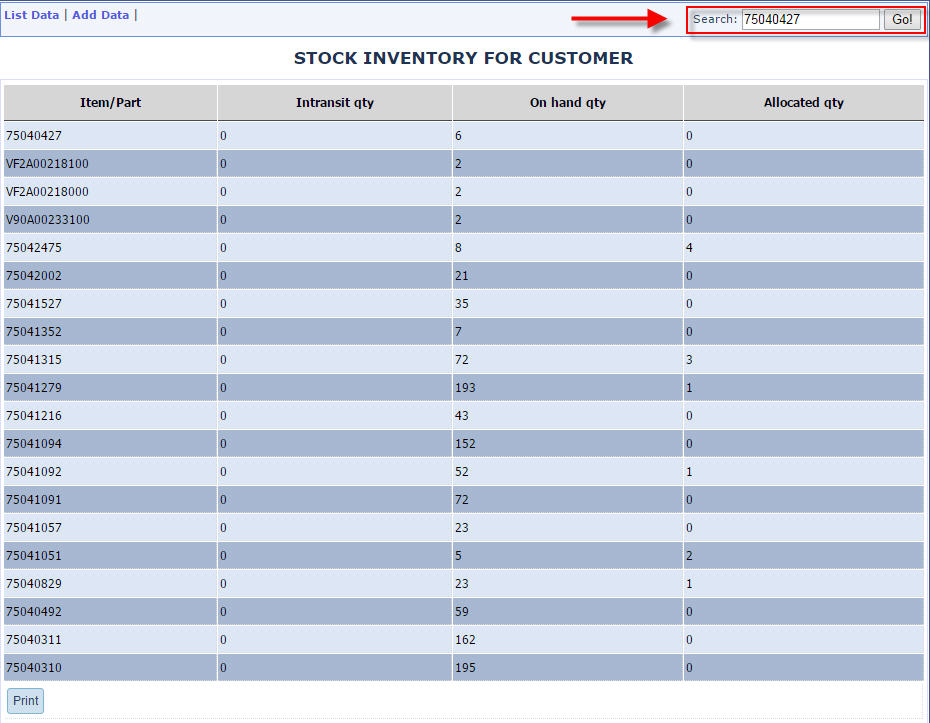 List Data | Add Data |
Search: 75040427 Go!
STOCK INVENTORY FOR CUSTOMER
Item/Part Intransit qty On hand qty Allocated qty
75040427 0 6 0
VF2A00218100 0 2 0
VF2A00218000 0 2 0
V90A00233100 0 2 0
75042475 0 8 4
75042002 0 21 0
75041527 0 35 0
75041352 0 7 0
75041315 0 72 3
75041279 0 193 1
75041216 0 43 0
75041094 0 152 0
75041092 0 52 1
75041091 0 72 0
75041057 0 23 0
75041051 0 5 2
75040829 0 23 1
75040492 0 59 0
75040311 0 162 0
75040310 0 195 0
Print